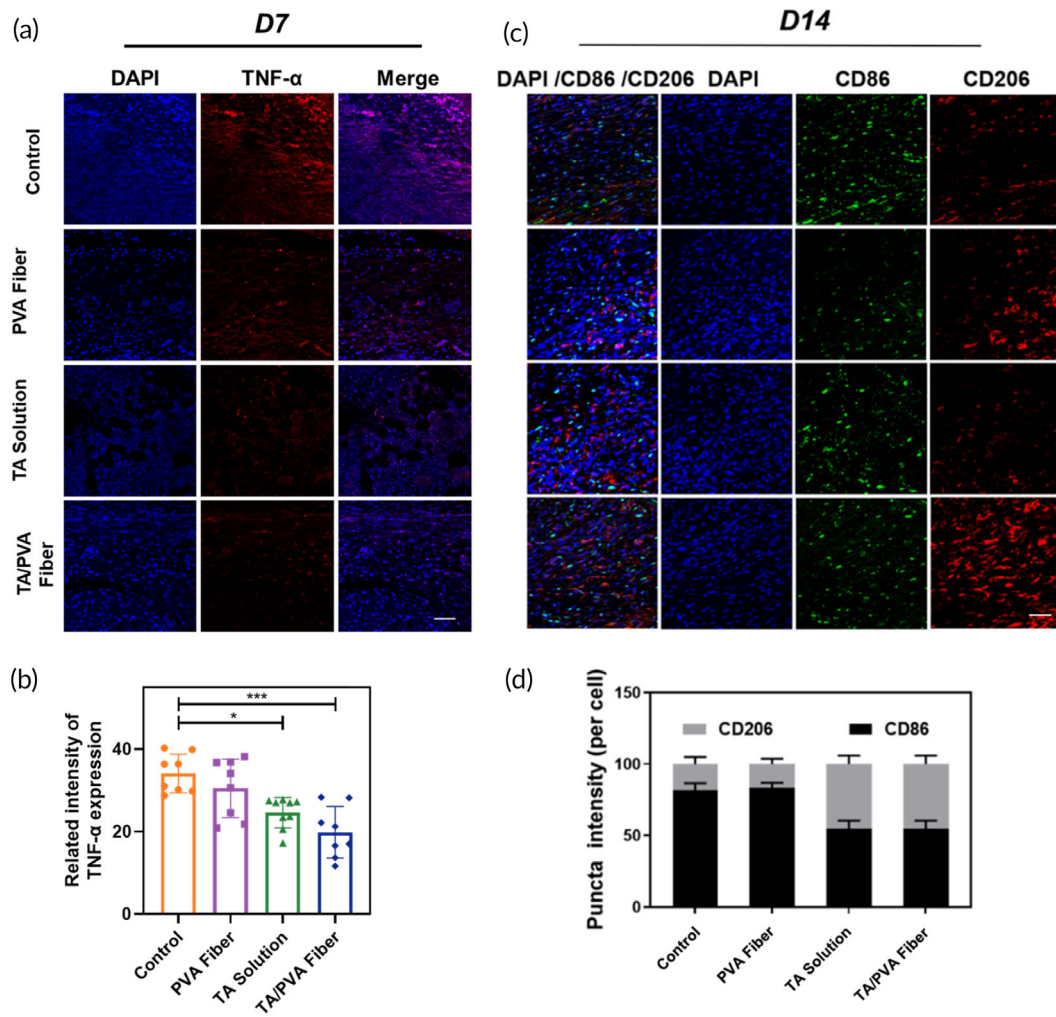 (a)
D7
DAPI
TNF-α
Merge
Control
PVA Fiber
TA Solution
TA/PVA
Fiber
(c)
D14
DAPI /CD86 /CD206
DAPI
CD86
CD206
(b)
Related intensity of
TNF-α expression
40
20
0
***
*
Control
PVA Fiber
TA Solution
TA/PVA Fiber
(d)
Puncta intensity (per cell)
150
100
50
0
CD206
CD86
Control
PVA Fiber
TA Solution
TA/PVA Fiber